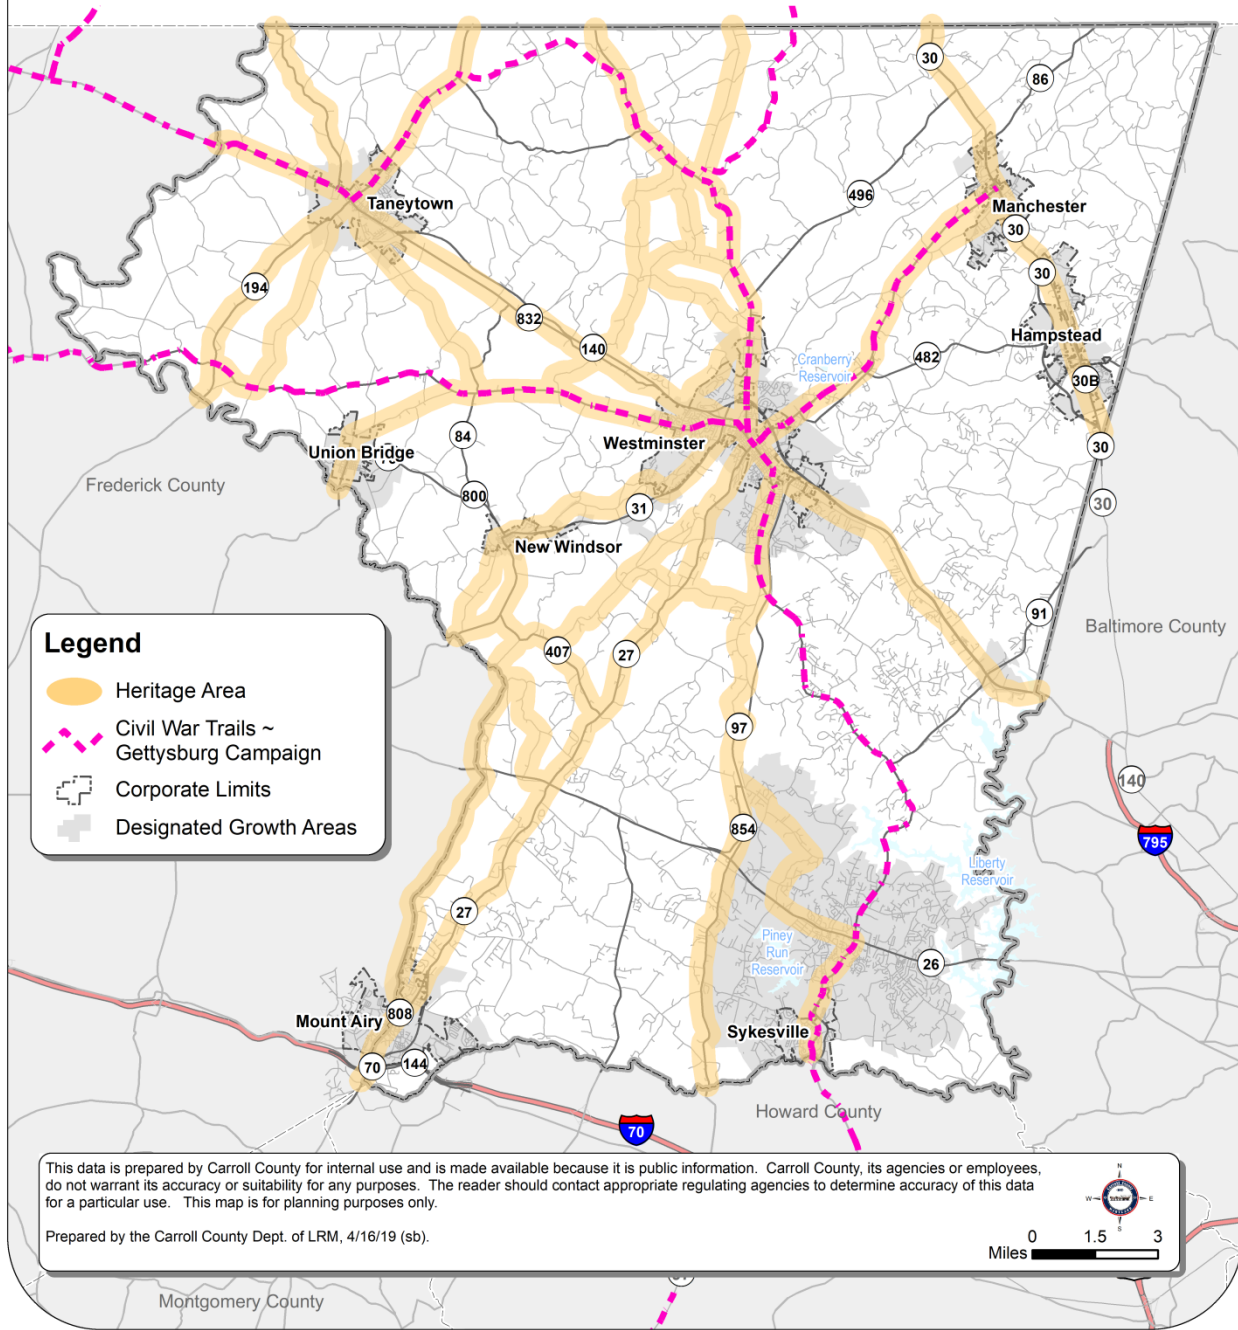 30
86
496
Taneytown
Manchester
30
194
30
832
Hampstead
140
Cranberry
Reservoir
482
30B
Westminster
84
Union Bridge
30
Frederick County
800
31
30
New Windsor
91
Baltimore County
407
27
Legend
Heritage Area
Civil War Trails ~
Gettysburg Campaign
Corporate Limits
Designated Growth Areas
97
140
854
795
Liberty
Reservoir
27
Piney
Run
Reservoir
26
808
Mount Airy
Sykesville
70
144
Howard County
70
This data is prepared by Carroll County for internal use and is made available because it is public information. Carroll County, its agencies or employees,
do not warrant its accuracy or suitability for any purposes. The reader should contact appropriate regulating agencies to determine accuracy of this data
for a particular use. This map is for planning purposes only.
Prepared by the Carroll County Dept. of LRM, 4/16/19 (sb).
N
W
E
S
0 1.5 3
Miles
Montgomery County